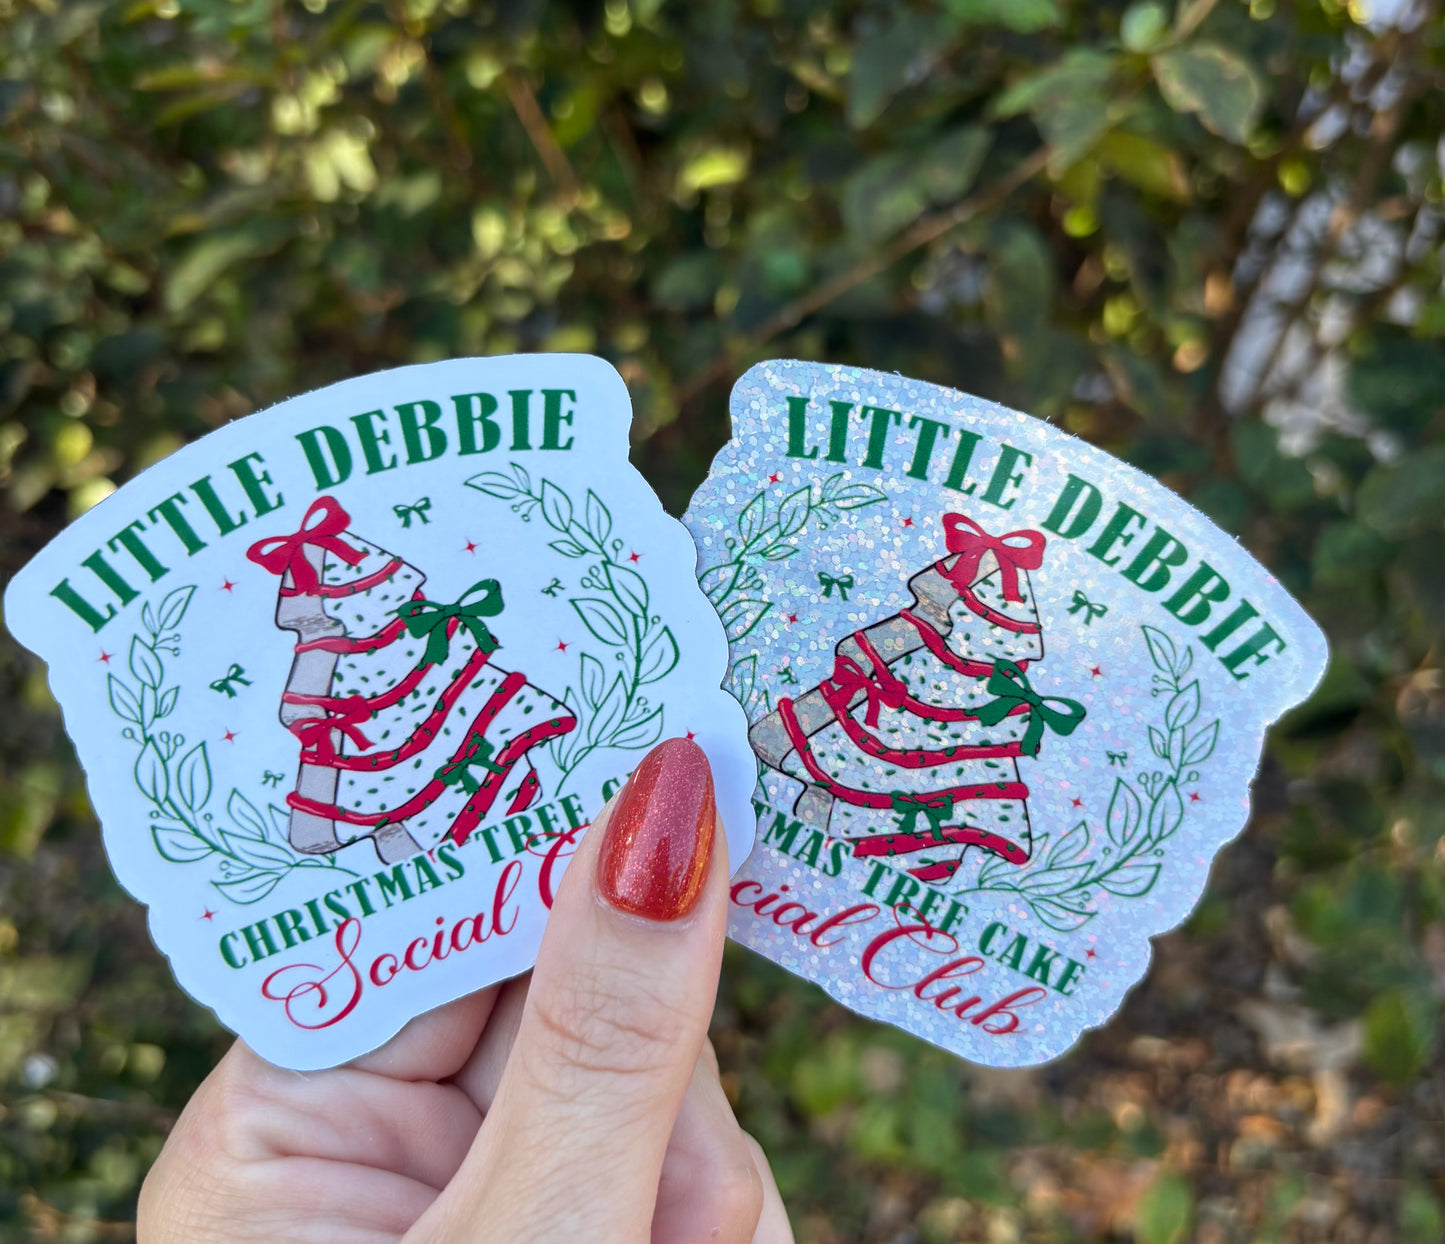 LITTLE DEBBIE
CHRISTMAS TREE
Social
LITTLE DEBBIE
TREE CAKE
Club